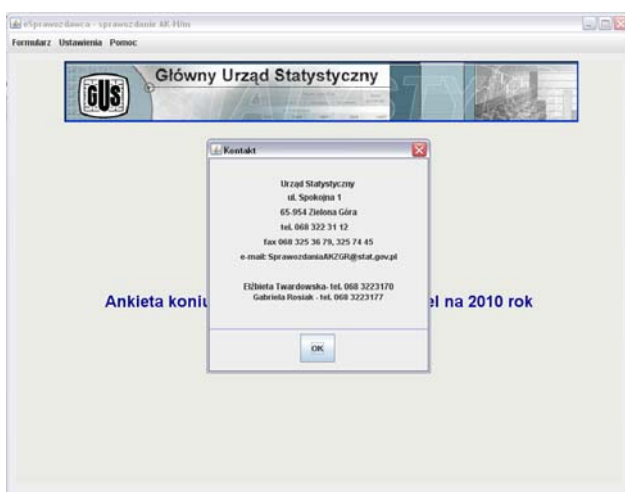 eSprawozdawca - sprawozdanie AK-H/m
Formularz Ustawienia Pomoc
GUS
Główny Urząd Statystyczny
Kontakt
Urząd Statystyczny
ul. Spokojna 1
65-954 Zielona Góra
tel. 068 322 31 12
fax 068 325 36 79, 325 74 45
e-mail: SprawozdaniaAKZGR@stat.gov.pl
Elżbieta Twardowska- tel. 068 3223170
Gabriela Rosiak - tel. 068 3223177
Ankieta koniu
el na 2010 rok
OK